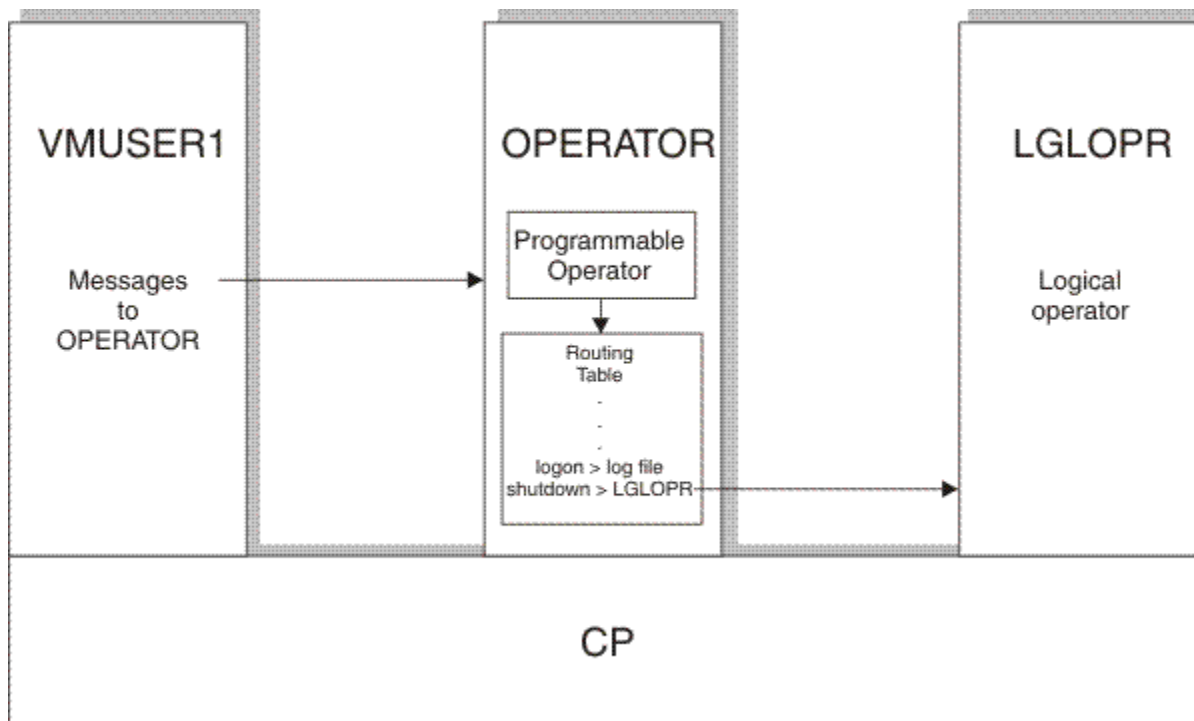 VMUSER1
Messages
to
OPERATOR
OPERATOR
Programmable
Operator
Routing
Table
.
.
.
logon > log file
shutdown > LGLOPR
LGLOPR
Logical
operator
CP